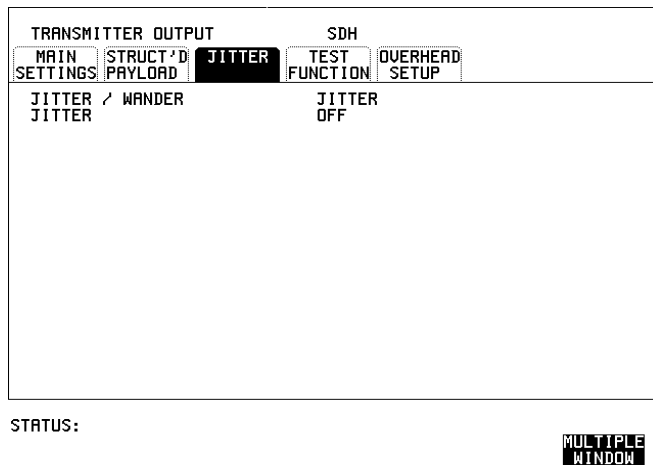 TRANSMITTER OUTPUT SDH
MAIN SETTINGS
STRUCT'D PAYLOAD
JITTER
TEST FUNCTION
OVERHEAD SETUP
JITTER / WANDER JITTER
JITTER OFF
STATUS:
MULTIPLE WINDOW